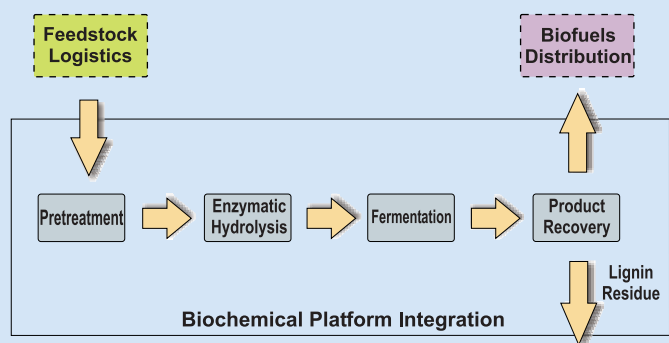 Feedstock
Logistics
Biofuels
Distribution
Pretreatment
Enzymatic
Hydrolysis
Fermentation
Product
Recovery
Lignin
Residue
Biochemical Platform Integration